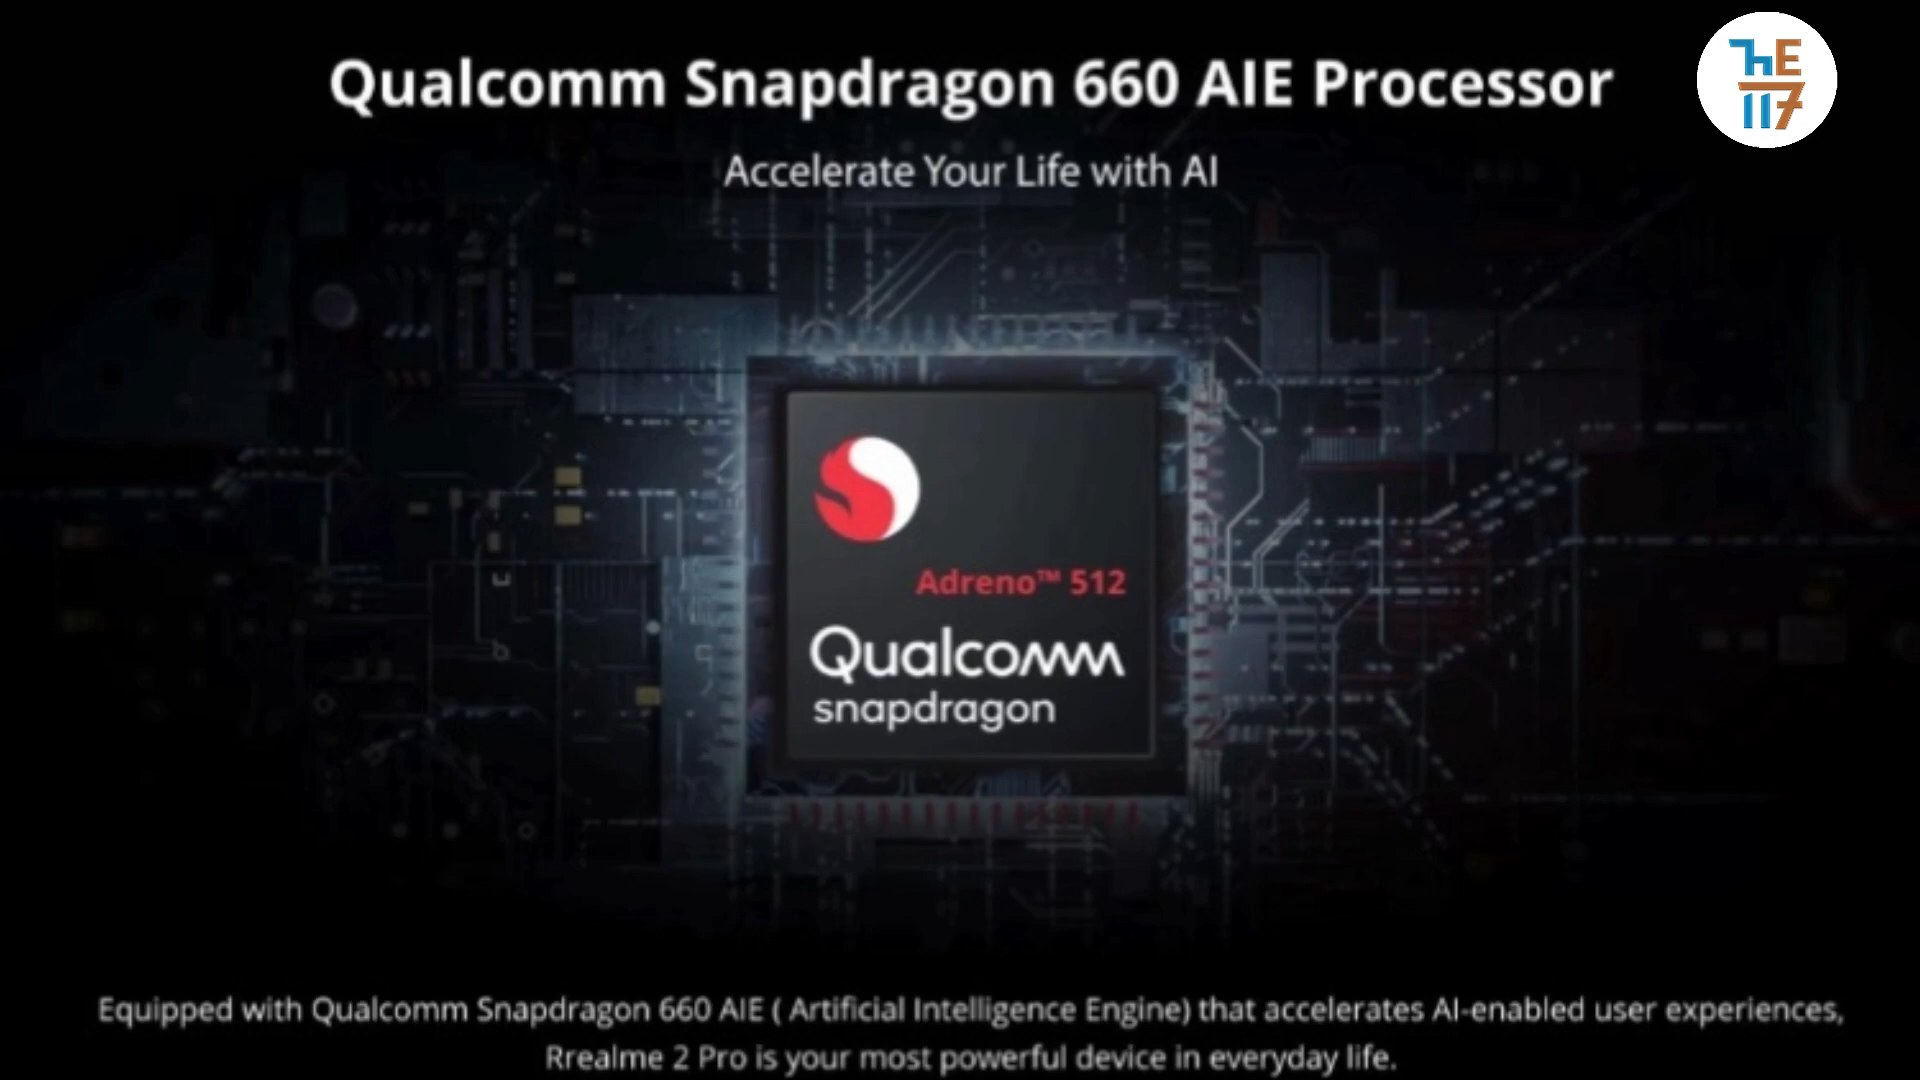 Qualcomm Snapdragon 660 AIE Processor
hE
117
Accelerate Your Life with AI
Adreno™ 512
Qualcomm
snapdragon
Equipped with Qualcomm Snapdragon 660 AIE ( Artificial Intelligence Engine) that accelerates AI-enabled user experiences,
Rrealme 2 Pro is your most powerful device in everyday life.